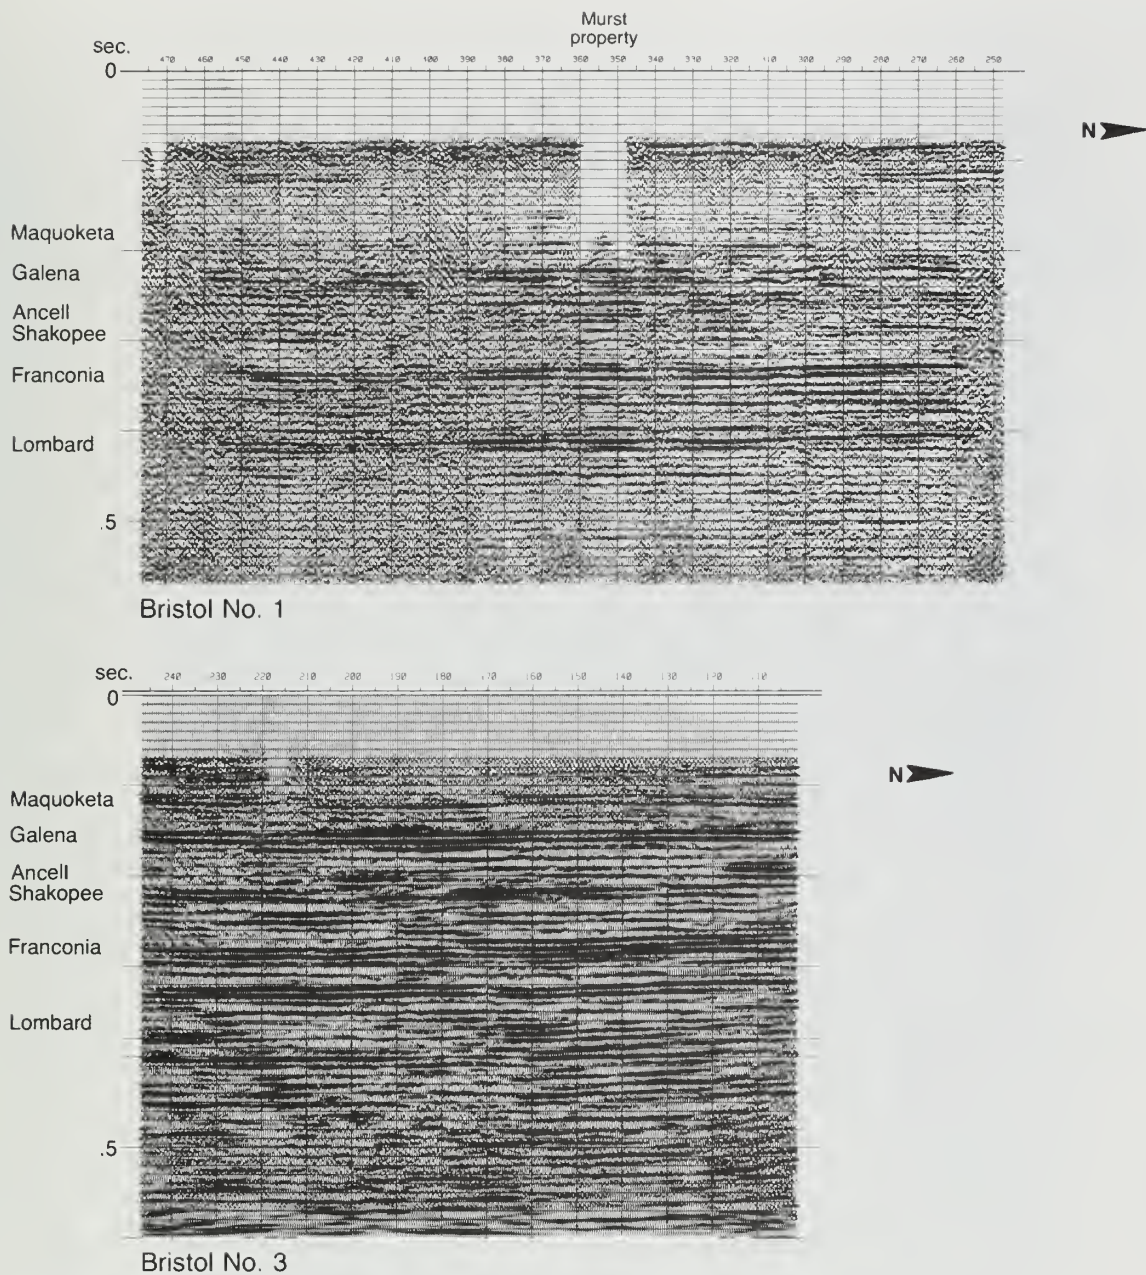 Murst
property
sec.
470 460 450 440 430 420 410 400 390 380 370 360 350 340 330 320 310 300 290 280 270 260 250
0
N
Maquoketa
Galena
Ancell
Shakopee
Franconia
Lombard
.5
Bristol No. 1
sec.
240 230 220 210 200 190 180 170 160 150 140 130 120 110
0
N
Maquoketa
Galena
Ancell
Shakopee
Franconia
Lombard
.5
Bristol No. 3